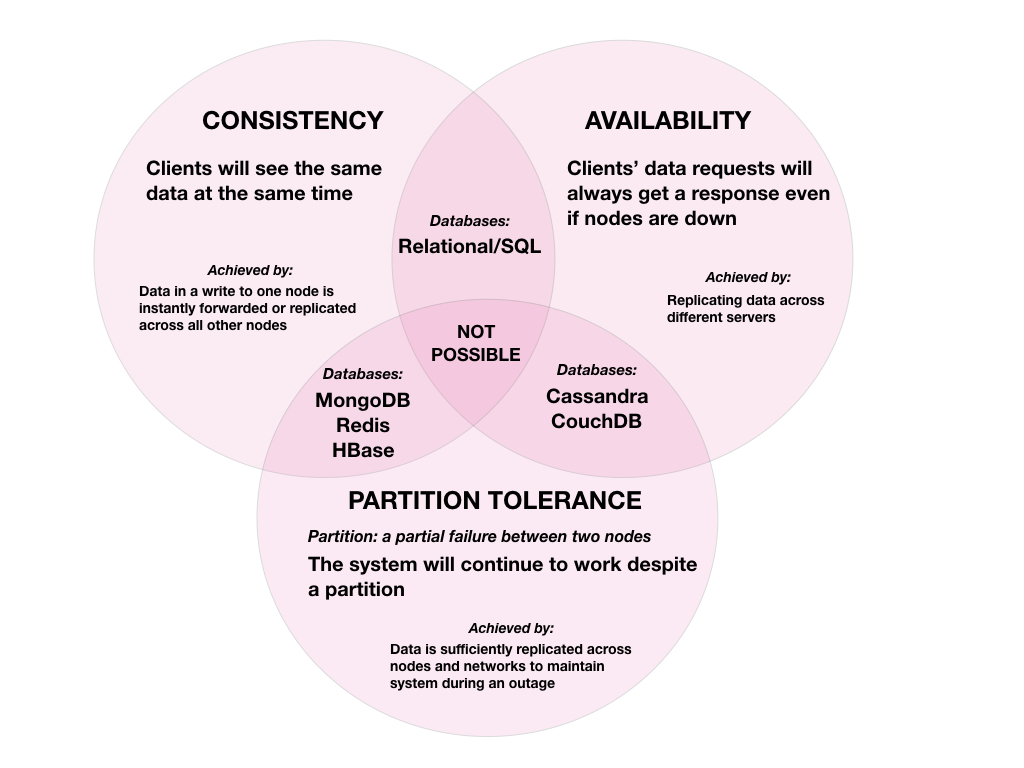 CONSISTENCY
Clients will see the same
data at the same time
Achieved by:
Data in a write to one node is
instantly forwarded or replicated
across all other nodes
AVAILABILITY
Clients’ data requests will
always get a response even
if nodes are down
Achieved by:
Replicating data across
different servers
Databases:
Relational/SQL
NOT
POSSIBLE
Databases:
MongoDB
Redis
HBase
Databases:
Cassandra
CouchDB
PARTITION TOLERANCE
Partition: a partial failure between two nodes
The system will continue to work despite
a partition
Achieved by:
Data is sufficiently replicated across
nodes and networks to maintain
system during an outage